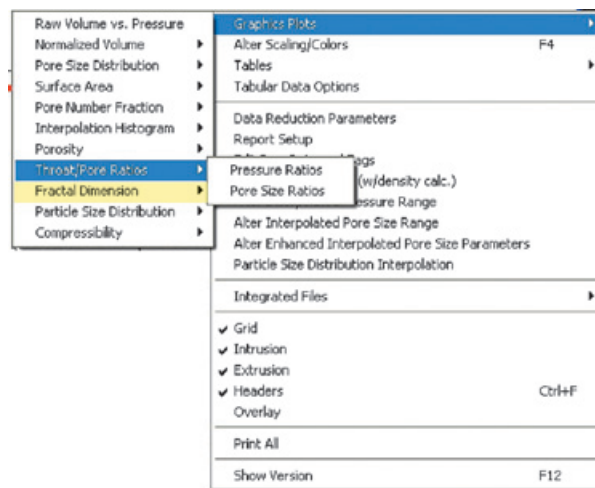 Raw Volume vs. Pressure
Normalized Volume
Pore Size Distribution
Surface Area
Pore Number Fraction
Interpolation Histogram
Porosity
Throat/Pore Ratios
Fractal Dimension
Particle Size Distribution
Compressibility
Pressure Ratios
Pore Size Ratios
Graphics Plots
Alter Scaling/Colors F4
Tables
Tabular Data Options
Data Reduction Parameters
Report Setup
(w/density calc.)
Pressure Range
Alter Interpolated Pore Size Range
Alter Enhanced Interpolated Pore Size Parameters
Particle Size Distribution Interpolation
Integrated Files
Grid
Intrusion
Extrusion
Headers Ctrl+F
Overlay
Print All
Show Version F12